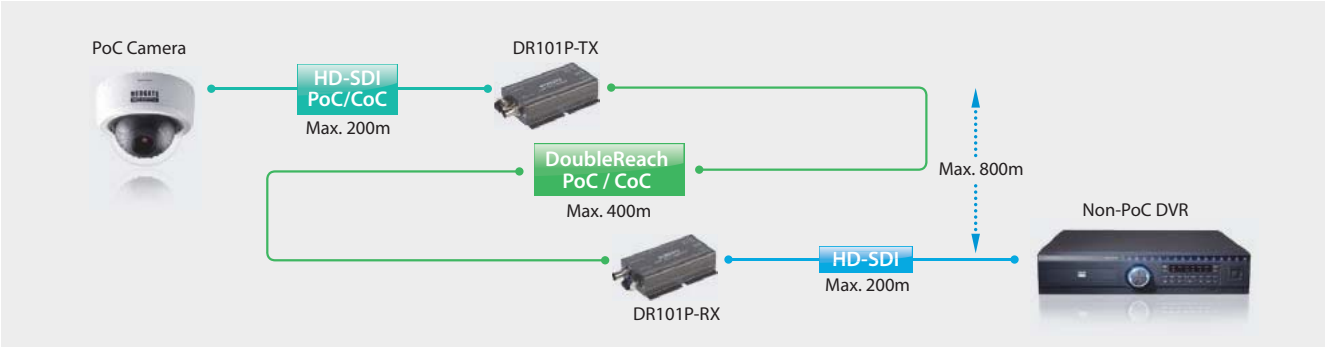 PoC Camera
DR101P-TX
HD-SDI
PoC/CoC
Max. 200m
DoubleReach
PoC / CoC
Max. 400m
Max. 800m
Non-PoC DVR
HD-SDI
Max. 200m
DR101P-RX